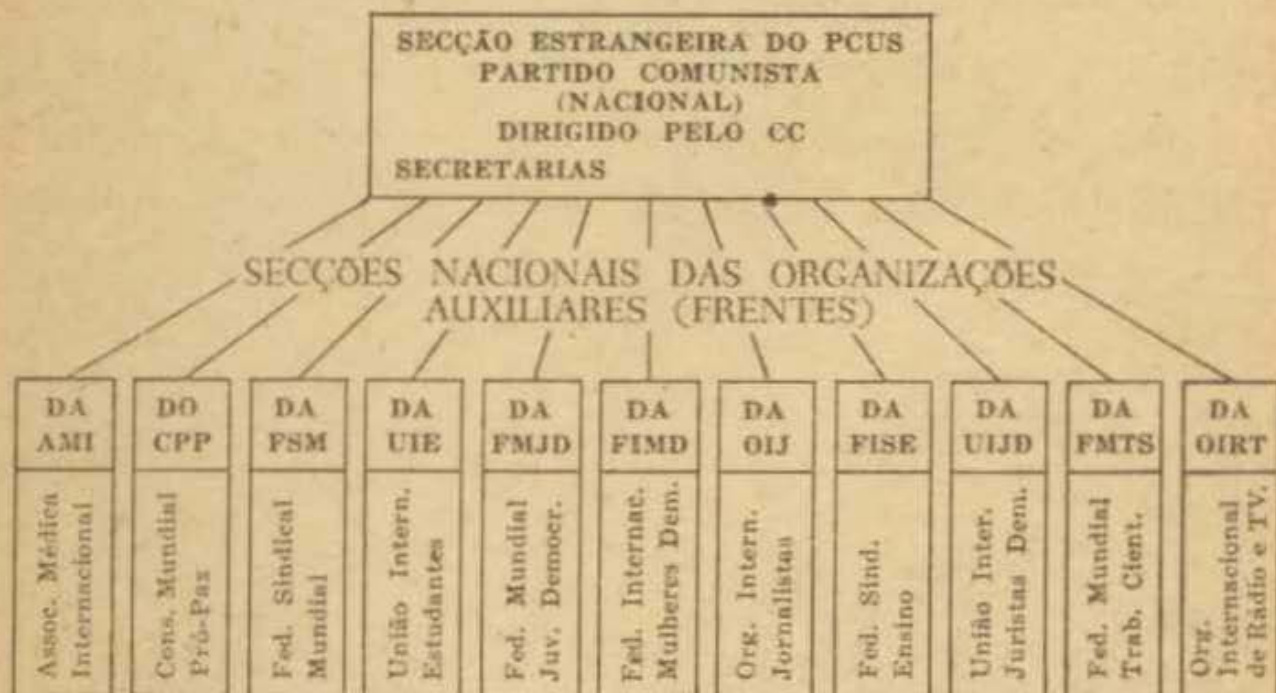 SECÇÃO ESTRANGEIRA DO PCUS
PARTIDO COMUNISTA
(NACIONAL)
DIRIGIDO PELO CC
SECRETARIAS
SECÇÕES NACIONAIS DAS ORGANIZAÇÕES
AUXILIARES (FRENTES)
DA
AMI
Assoc. Médica
Internacional
DO
CPP
Cons. Mundial
Pró-Paz
DA
FSM
Fed. Sindical
Mundial
DA
UIE
União Intern.
Estudantes
DA
FMJD
Fed. Mundial
Juv. Democr.
DA
FIMD
Fed. Internac.
Mulheres Dem.
DA
OIJ
Org. Intern.
Jornalistas
DA
FISE
Fed. Sind.
Ensino
DA
UIJD
União Inter.
Juristas Dem.
DA
FMTS
Fed. Mundial
Trab. Cient.
DA
OIRT
Org.
Internacional
de Rádio e TV.